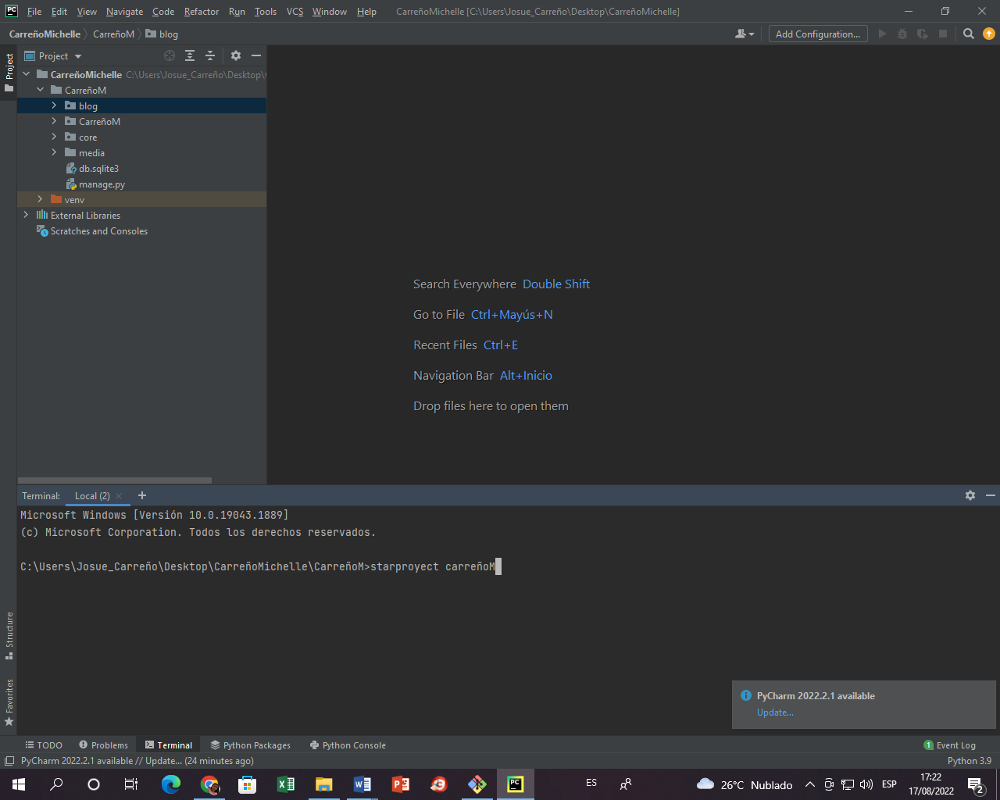 PC File Edit View Navigate Code Refactor Run Tools VCS Window Help CarreñoMichelle [C:\Users\Josue_Carreño\Desktop\CarreñoMichelle]
CarreñoMichelle CarreñoM blog Add Configuration...
Project
Project
CarreñoMichelle C:\Users\Josue_Carreño\Desktop\
CarreñoM
blog
CarreñoM
core
media
db.sqlite3
manage.py
venv
External Libraries
Scratches and Consoles
Search Everywhere Double Shift
Go to File Ctrl+Mayús+N
Recent Files Ctrl+E
Navigation Bar Alt+Inicio
Drop files here to open them
Terminal: Local (2)
Microsoft Windows [Versión 10.0.19043.1889]
(c) Microsoft Corporation. Todos los derechos reservados.
C:\Users\Josue_Carreño\Desktop\CarreñoMichelle\CarreñoM>starproyect carreñoM
Structure
Favorites
PyCharm 2022.2.1 available
Update...
TODO Problems Terminal Python Packages Python Console 1 Event Log
PyCharm 2022.2.1 available // Update... (24 minutes ago) Python 3.9
ES 26°C Nublado ESP 17:22
17/08/2022 2